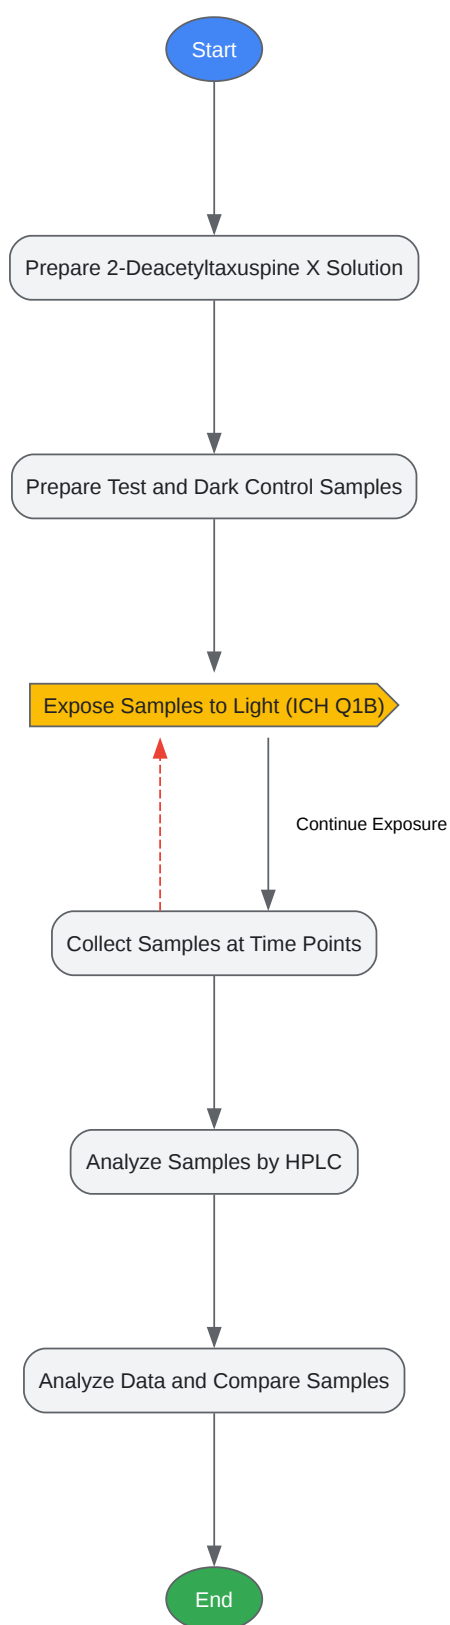 Start
Prepare 2-Deacetyltaxuspine X Solution
Prepare Test and Dark Control Samples
Expose Samples to Light (ICH Q1B)
Continue Exposure
Collect Samples at Time Points
Analyze Samples by HPLC
Analyze Data and Compare Samples
End